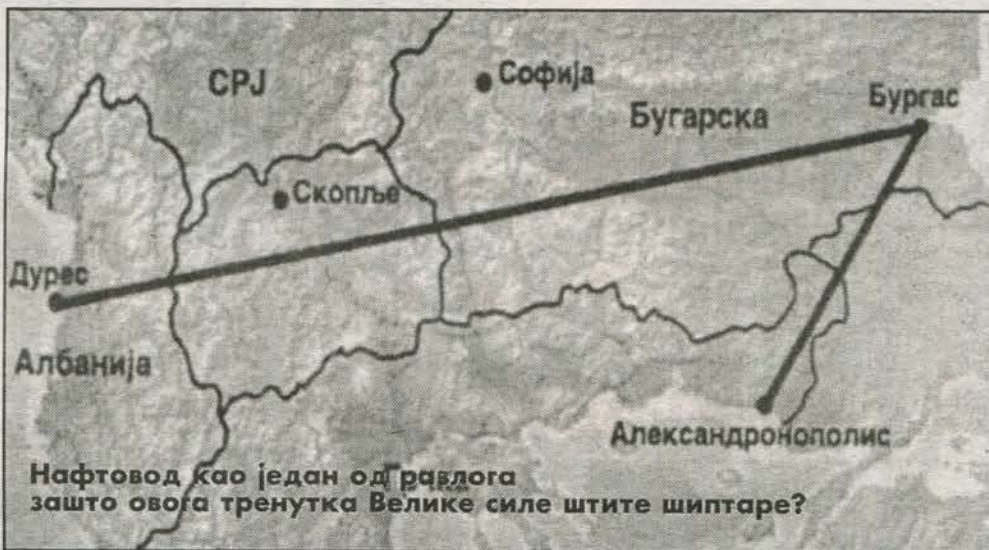 СРЈ
Софија
Бугарска
Бургас
Скопље
Дурес
Албанија
Александронополис
Нафтовод као један од
зашто овога тренутка Велике силе штите шиптаре?